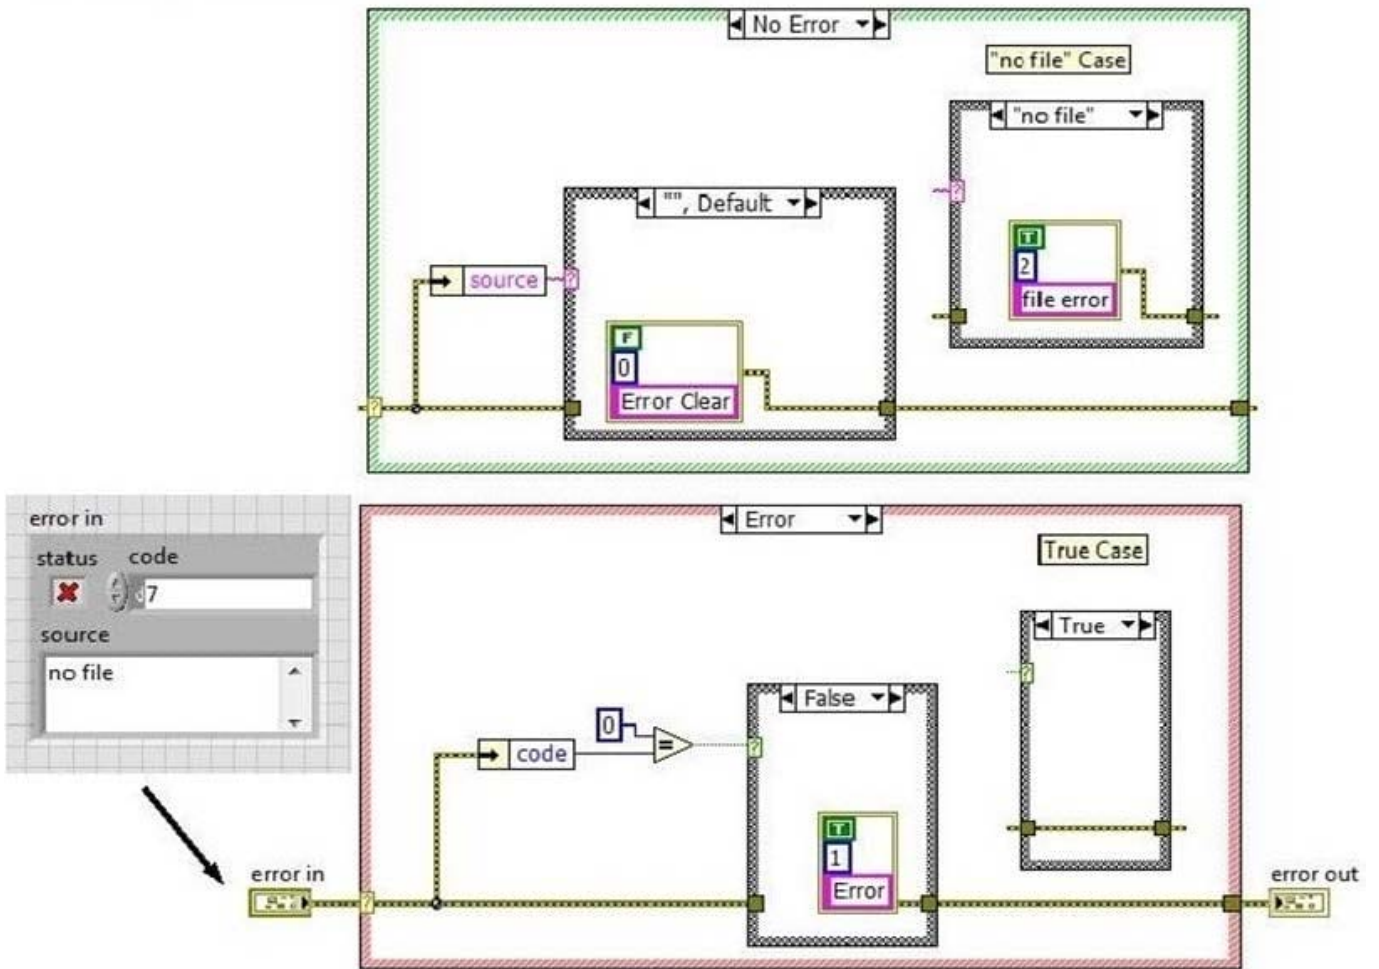 No Error
"no file" Case
"no file"
"", Default
source
?
?
T
2
file error
F
0
Error Clear
?
error in
status code
7
source
no file
Error
True Case
True
?
False
0
=
code
?
T
1
Error
error in
?
error out